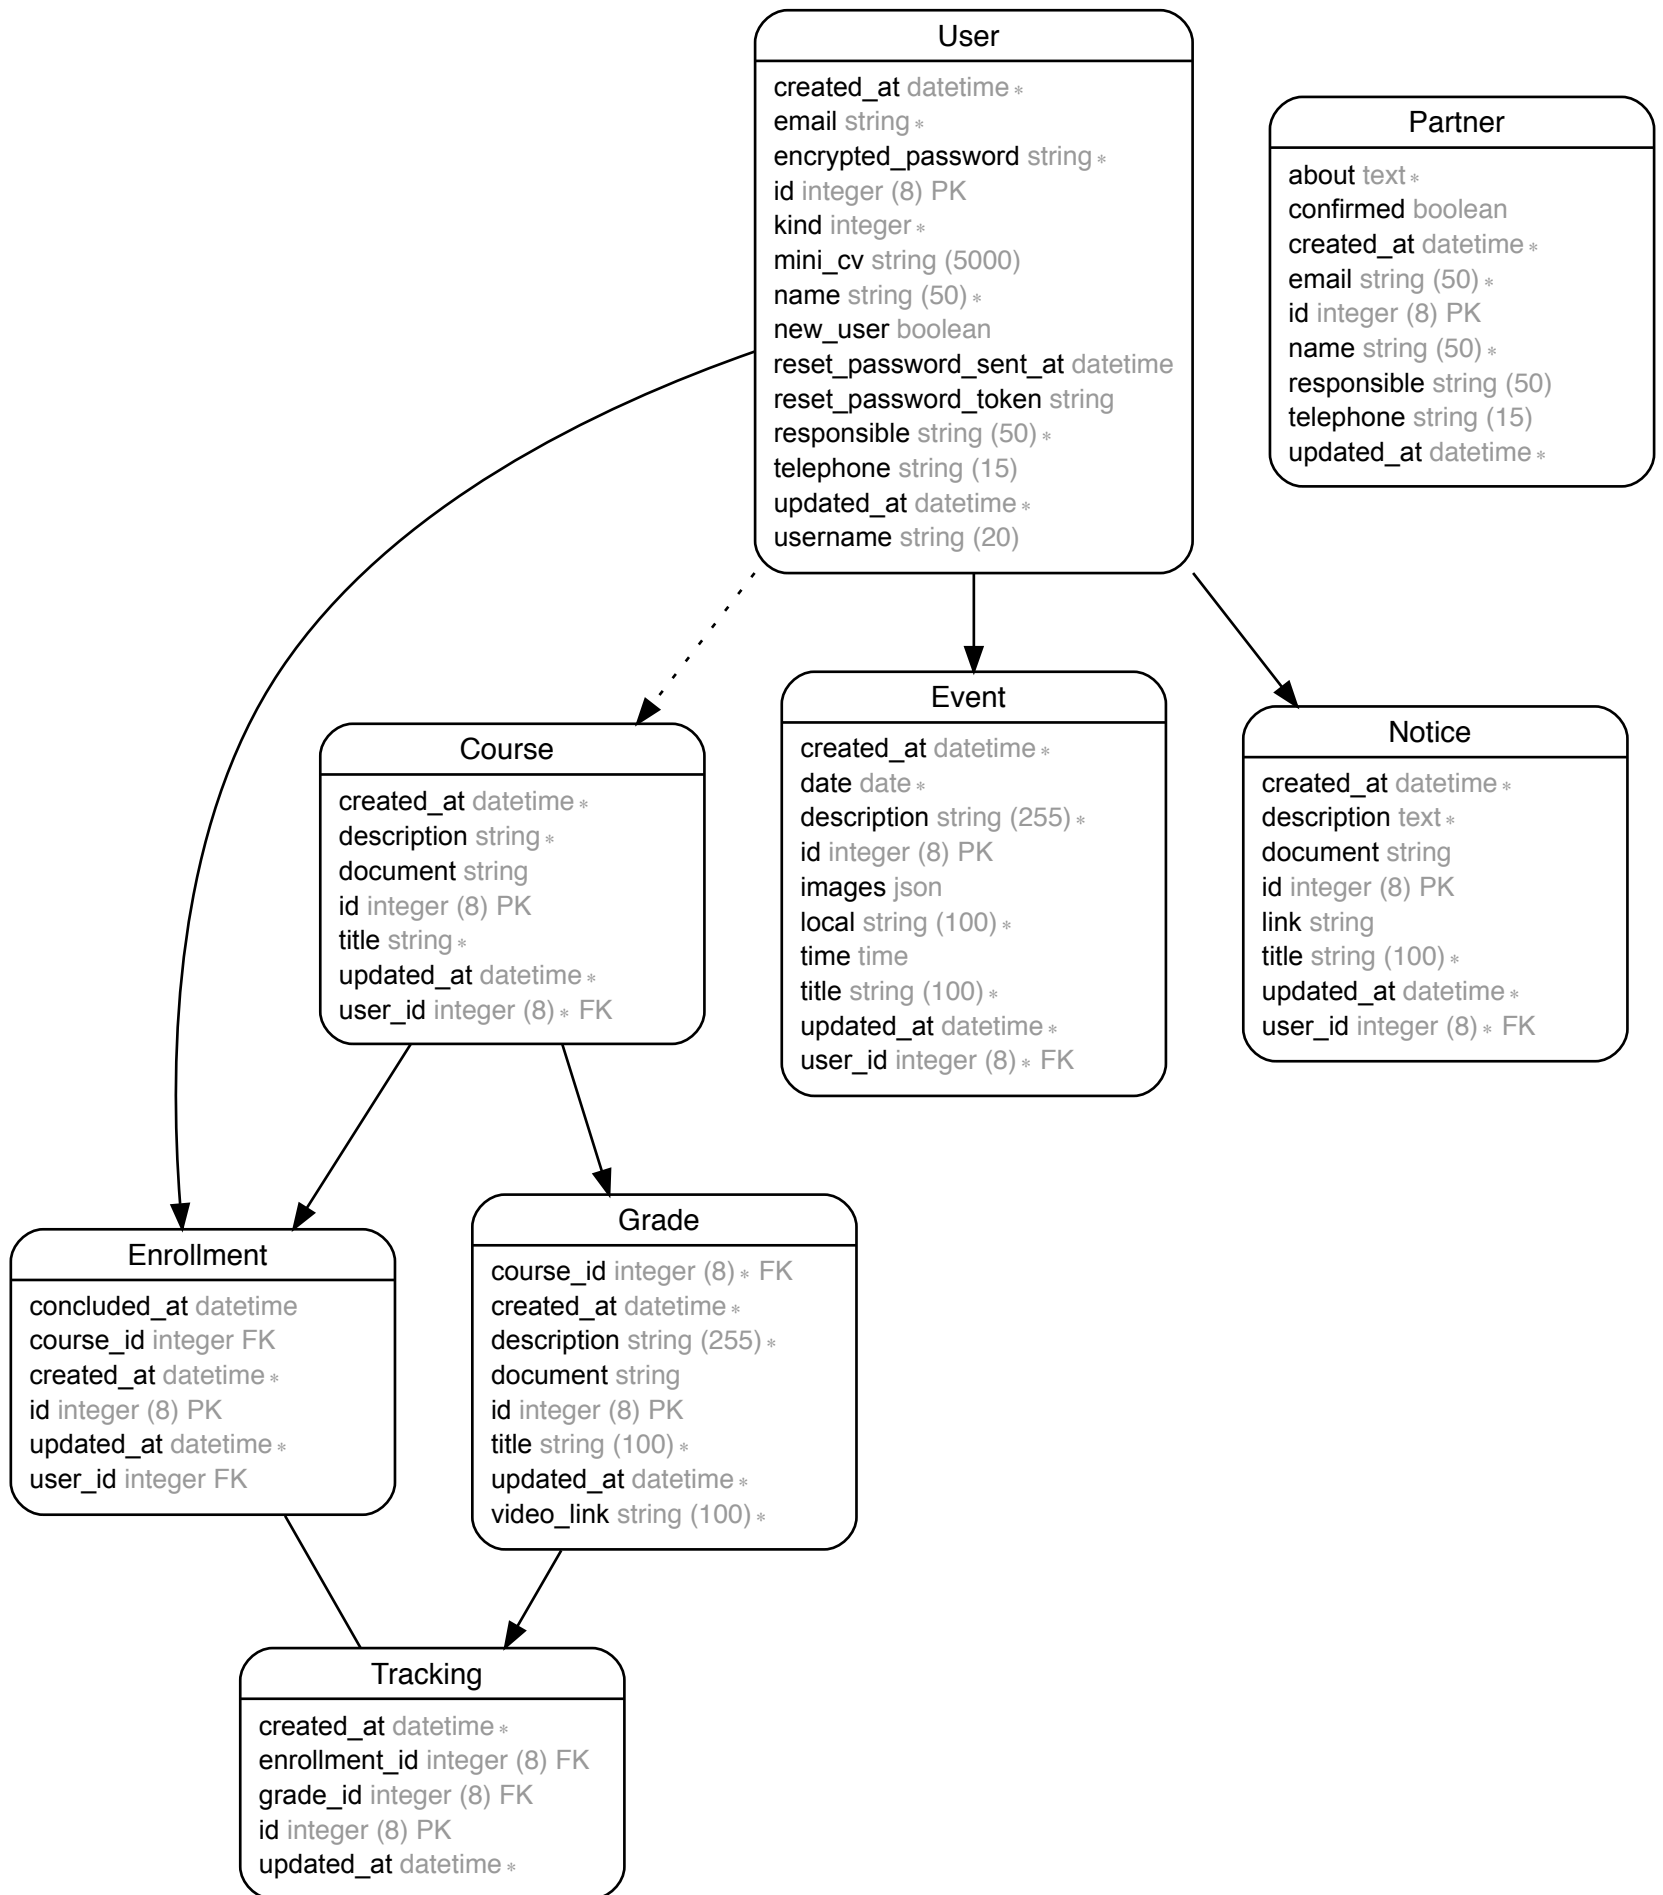 User
created_at datetime ∗
email string ∗
encrypted_password string ∗
id integer (8) PK
kind integer ∗
mini_cv string (5000)
name string (50) ∗
new_user boolean
reset_password_sent_at datetime
reset_password_token string
responsible string (50) ∗
telephone string (15)
updated_at datetime ∗
username string (20)
Partner
about text ∗
confirmed boolean
created_at datetime ∗
email string (50) ∗
id integer (8) PK
name string (50) ∗
responsible string (50)
telephone string (15)
updated_at datetime ∗
Course
created_at datetime ∗
description string ∗
document string
id integer (8) PK
title string ∗
updated_at datetime ∗
user_id integer (8) ∗ FK
Event
created_at datetime ∗
date date ∗
description string (255) ∗
id integer (8) PK
images json
local string (100) ∗
time time
title string (100) ∗
updated_at datetime ∗
user_id integer (8) ∗ FK
Notice
created_at datetime ∗
description text ∗
document string
id integer (8) PK
link string
title string (100) ∗
updated_at datetime ∗
user_id integer (8) ∗ FK
Enrollment
concluded_at datetime
course_id integer FK
created_at datetime ∗
id integer (8) PK
updated_at datetime ∗
user_id integer FK
Grade
course_id integer (8) ∗ FK
created_at datetime ∗
description string (255) ∗
document string
id integer (8) PK
title string (100) ∗
updated_at datetime ∗
video_link string (100) ∗
Tracking
created_at datetime ∗
enrollment_id integer (8) FK
grade_id integer (8) FK
id integer (8) PK
updated_at datetime ∗